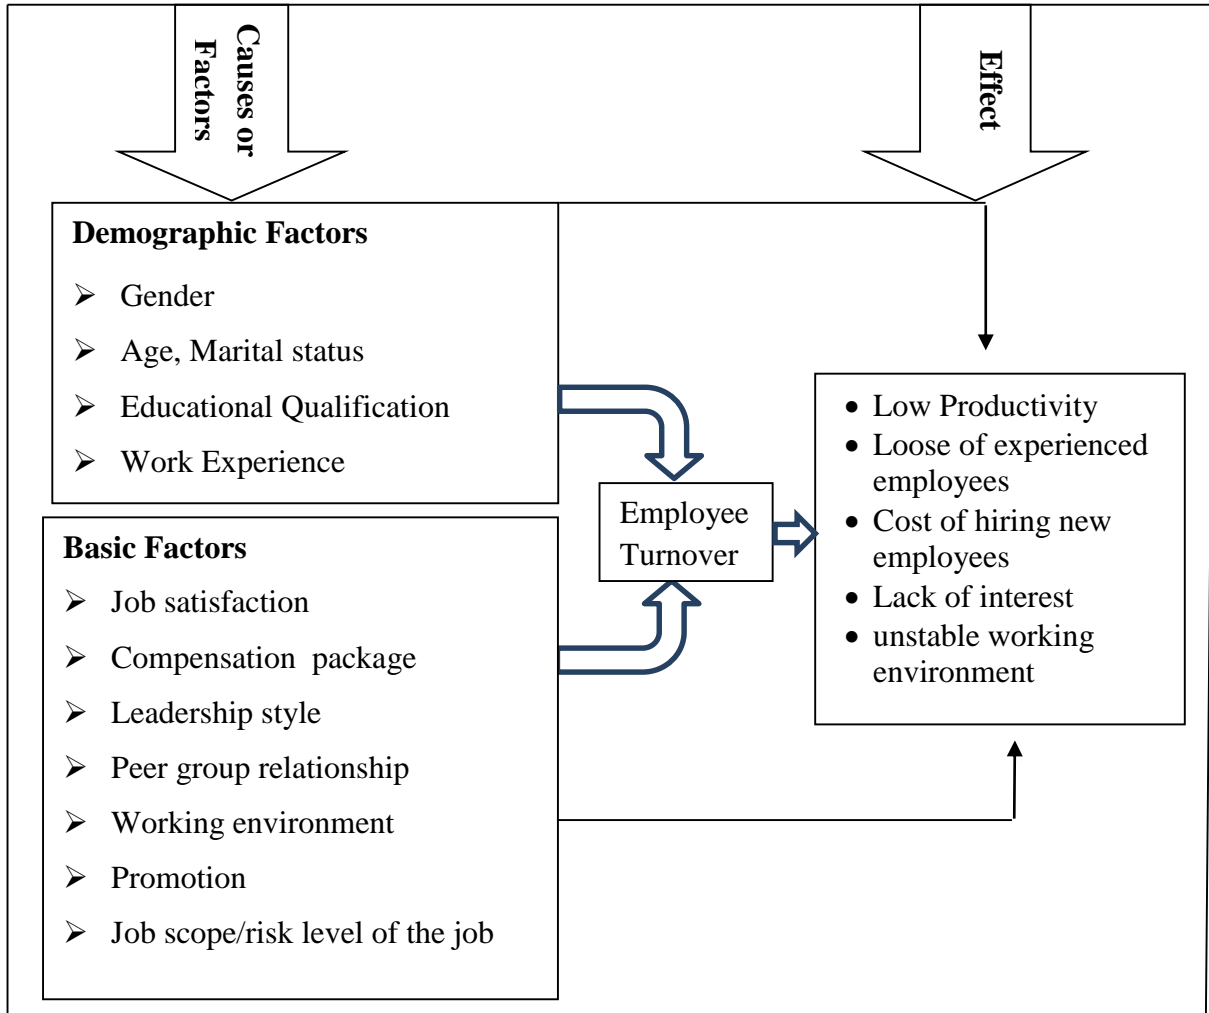 Causes or
Factors
Effect
Demographic Factors
➢ Gender
➢ Age, Marital status
➢ Educational Qualification
➢ Work Experience
Basic Factors
➢ Job satisfaction
➢ Compensation  package
➢ Leadership style
➢ Peer group relationship
➢ Working environment
➢ Promotion
➢ Job scope/risk level of the job
Employee
Turnover
• Low Productivity
• Loose of experienced
employees
• Cost of hiring new
employees
• Lack of interest
• unstable working
environment